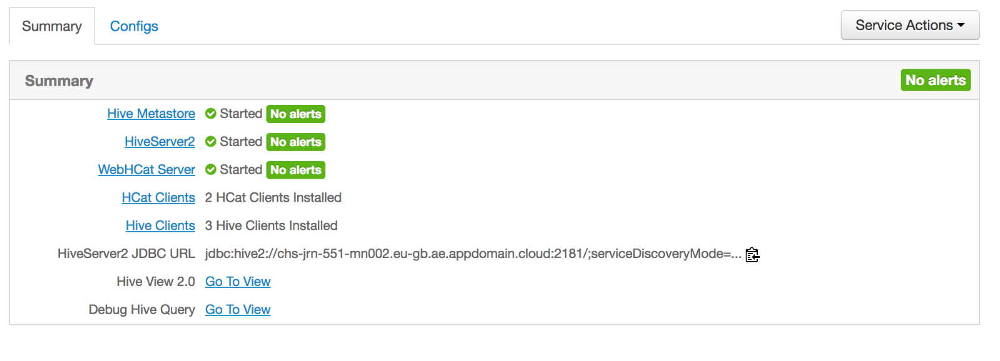 Summary Configs Service Actions
Summary No alerts
Hive Metastore Started No alerts
HiveServer2 Started No alerts
WebHCat Server Started No alerts
HCat Clients 2 HCat Clients Installed
Hive Clients 3 Hive Clients Installed
HiveServer2 JDBC URL jdbc:hive2://chs-jrn-551-mn002.eu-gb.ae.appdomain.cloud:2181/;serviceDiscoveryMode=...
Hive View 2.0 Go To View
Debug Hive Query Go To View